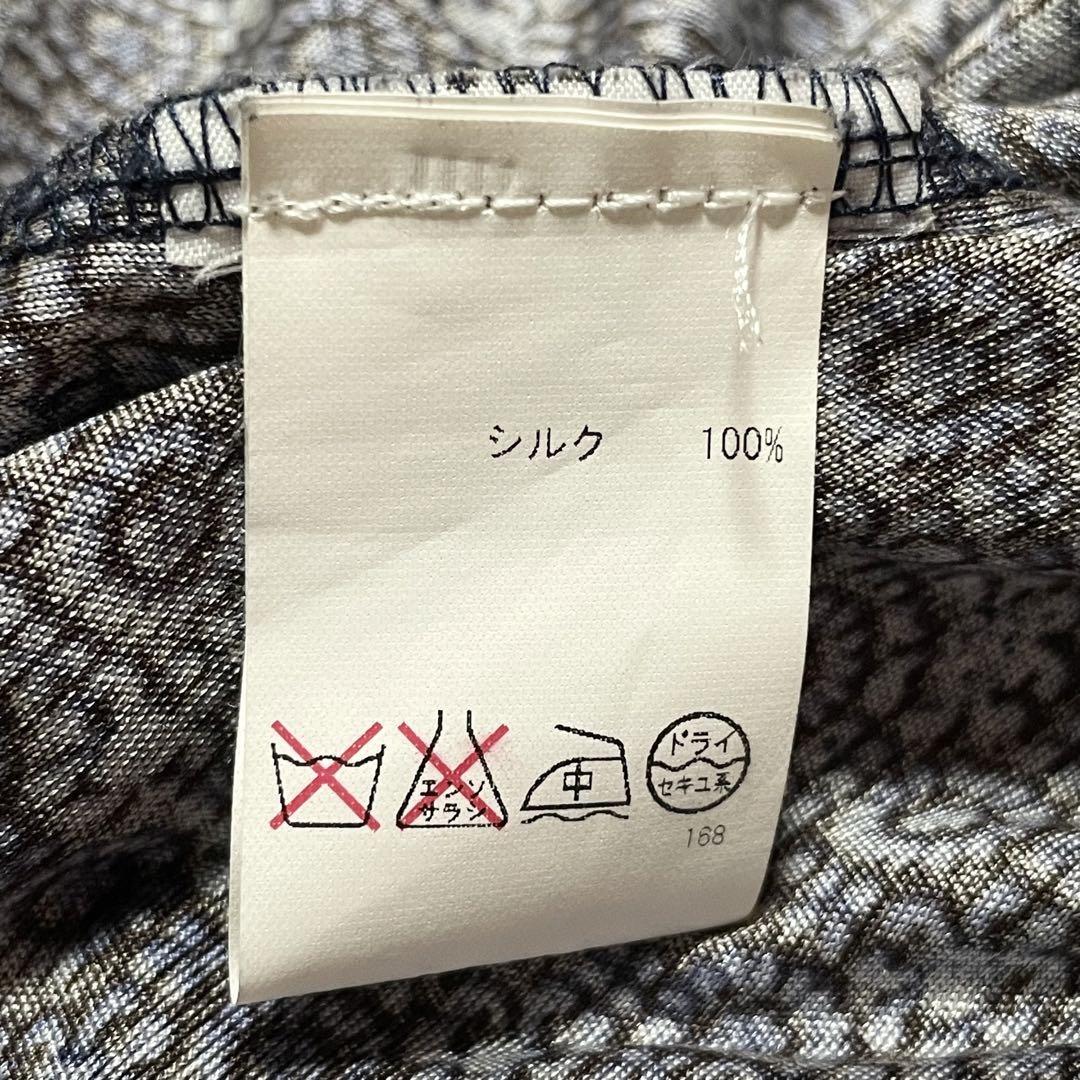 シルク 100%
エンソ
サラシ
中
ドライ
セキユ系
168